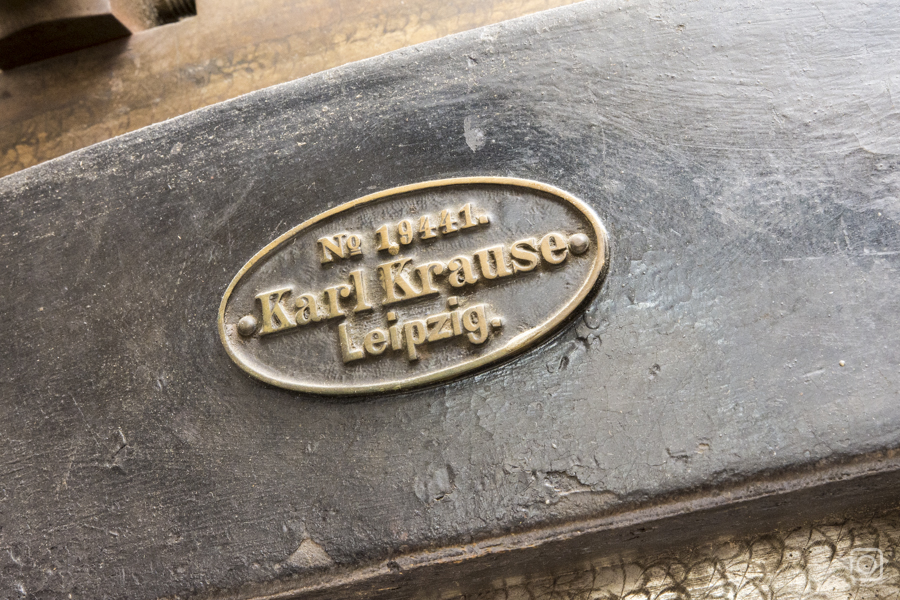 № 19441.
Karl Krause
Leipzig.